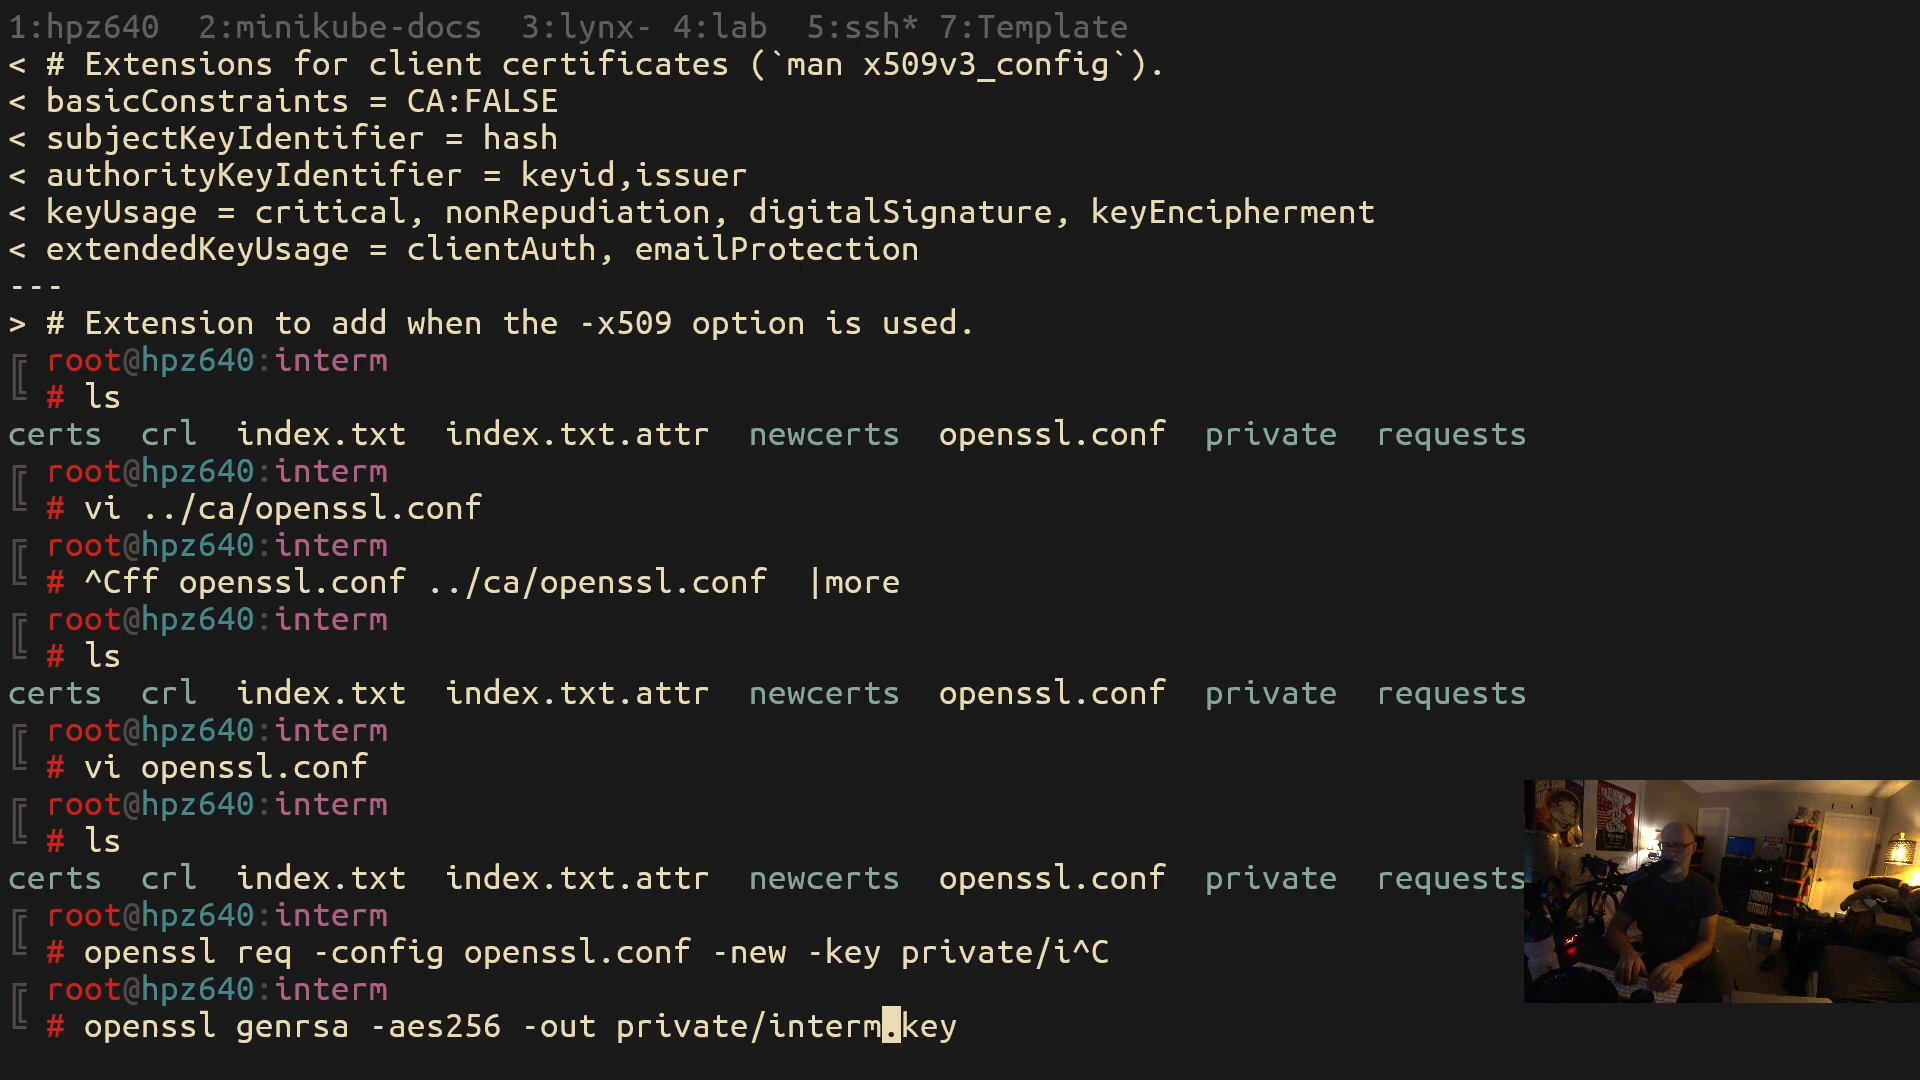 1:hpz640  2:minikube-docs  3:lynx- 4:lab  5:ssh* 7:Template
< # Extensions for client certificates (`man x509v3_config`).
< basicConstraints = CA:FALSE
< subjectKeyIdentifier = hash
< authorityKeyIdentifier = keyid,issuer
< keyUsage = critical, nonRepudiation, digitalSignature, keyEncipherment
< extendedKeyUsage = clientAuth, emailProtection
---
> # Extension to add when the -x509 option is used.
root@hpz640:interm
# ls
certs  crl  index.txt  index.txt.attr  newcerts  openssl.conf  private  requests
root@hpz640:interm
# vi ../ca/openssl.conf
root@hpz640:interm
# ^Cff openssl.conf ../ca/openssl.conf  |more
root@hpz640:interm
# ls
certs  crl  index.txt  index.txt.attr  newcerts  openssl.conf  private  requests
root@hpz640:interm
# vi openssl.conf
root@hpz640:interm
# ls
certs  crl  index.txt  index.txt.attr  newcerts  openssl.conf  private  requests
root@hpz640:interm
# openssl req -config openssl.conf -new -key private/i^C
root@hpz640:interm
# openssl genrsa -aes256 -out private/interm.key